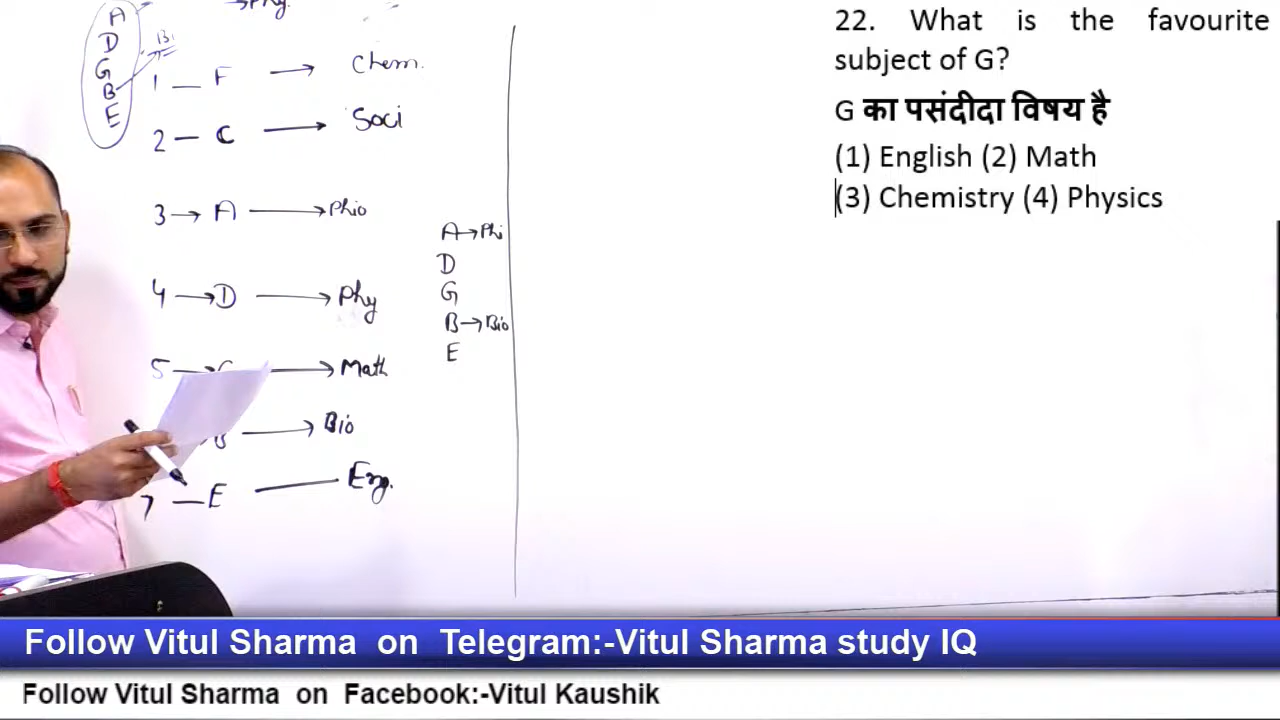 A
D
G
B
E
1 — F → Chem.
2 — C → Soci
3 → A → Phio
4 → D → Phy
5 → → Math
B → Bio
7 — E — Eng.
A → Phi
D
G
B → Bio
E
22. What is the favourite
subject of G?
G का पसंदीदा विषय है
(1) English (2) Math
(3) Chemistry (4) Physics
Follow Vitul Sharma on Telegram:-Vitul Sharma study IQ
Follow Vitul Sharma on Facebook:-Vitul Kaushik